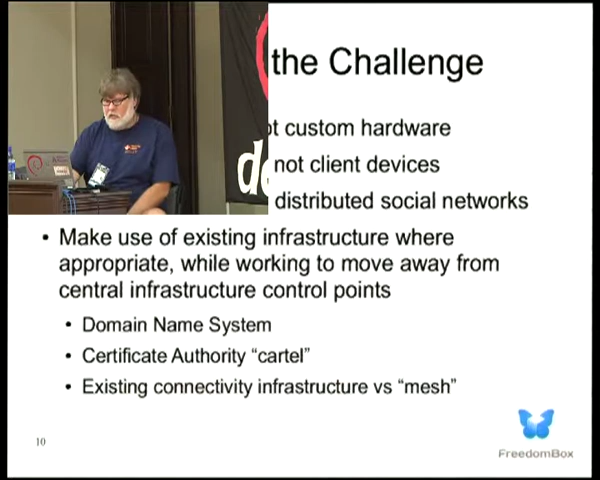 the Challenge
t custom hardware
not client devices
de
distributed social networks
• Make use of existing infrastructure where
appropriate, while working to move away from
central infrastructure control points
• Domain Name System
• Certificate Authority “cartel”
• Existing connectivity infrastructure vs “mesh”
10
FreedomBox